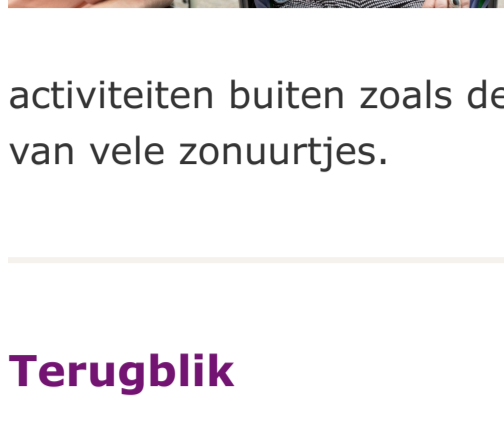 activiteiten buiten zoals de
van vele zonuurtjes.
Terugblik